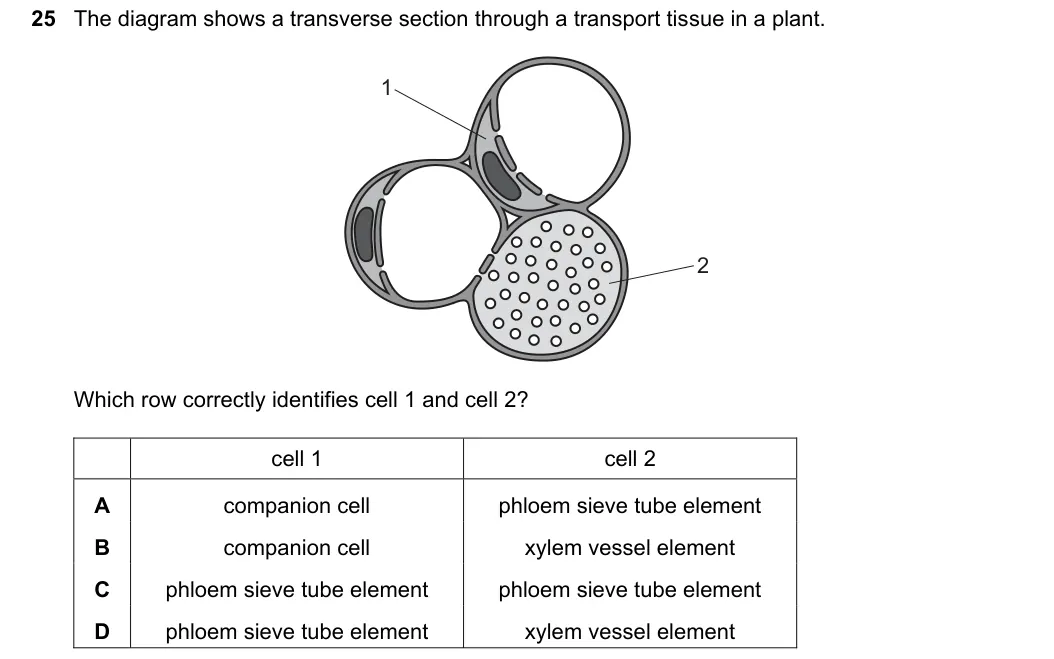 25 The diagram shows a transverse section through a transport tissue in a plant.
1
2
Which row correctly identifies cell 1 and cell 2?
cell 1 cell 2
A companion cell phloem sieve tube element
B companion cell xylem vessel element
C phloem sieve tube element phloem sieve tube element
D phloem sieve tube element xylem vessel element